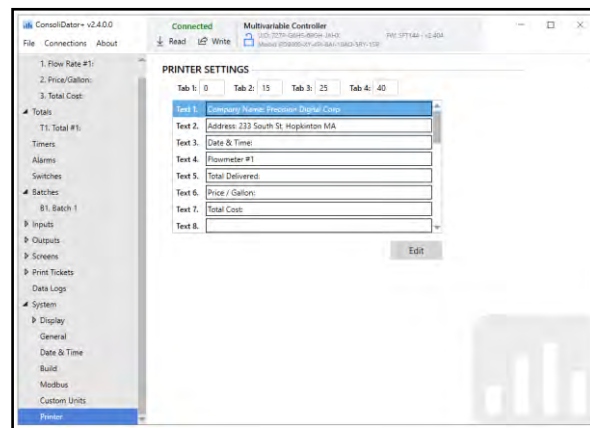 ConsoliDator+ v2.4.0.0
File Connections About
Connected
Read Write
Multivariable Controller
1. Flow Rate #1:
2. Price/Gallon:
3. Total Cost:
Totals
T1. Total #1:
Timers
Alarms
Switches
Batches
B1. Batch 1
Inputs
Outputs
Screens
Print Tickets
Data Logs
System
Display
General
Date & Time
Build
Modbus
Custom Units
Printer
PRINTER SETTINGS
Tab 1: 0 Tab 2: 15 Tab 3: 25 Tab 4: 40
Text 1. Company Name: Precision Digital Corp
Text 2. Address: 233 South St, Hopkinton MA
Text 3. Date & Time:
Text 4. Flowmeter #1
Text 5. Total Delivered:
Text 6. Price / Gallon:
Text 7. Total Cost:
Text 8.
Edit